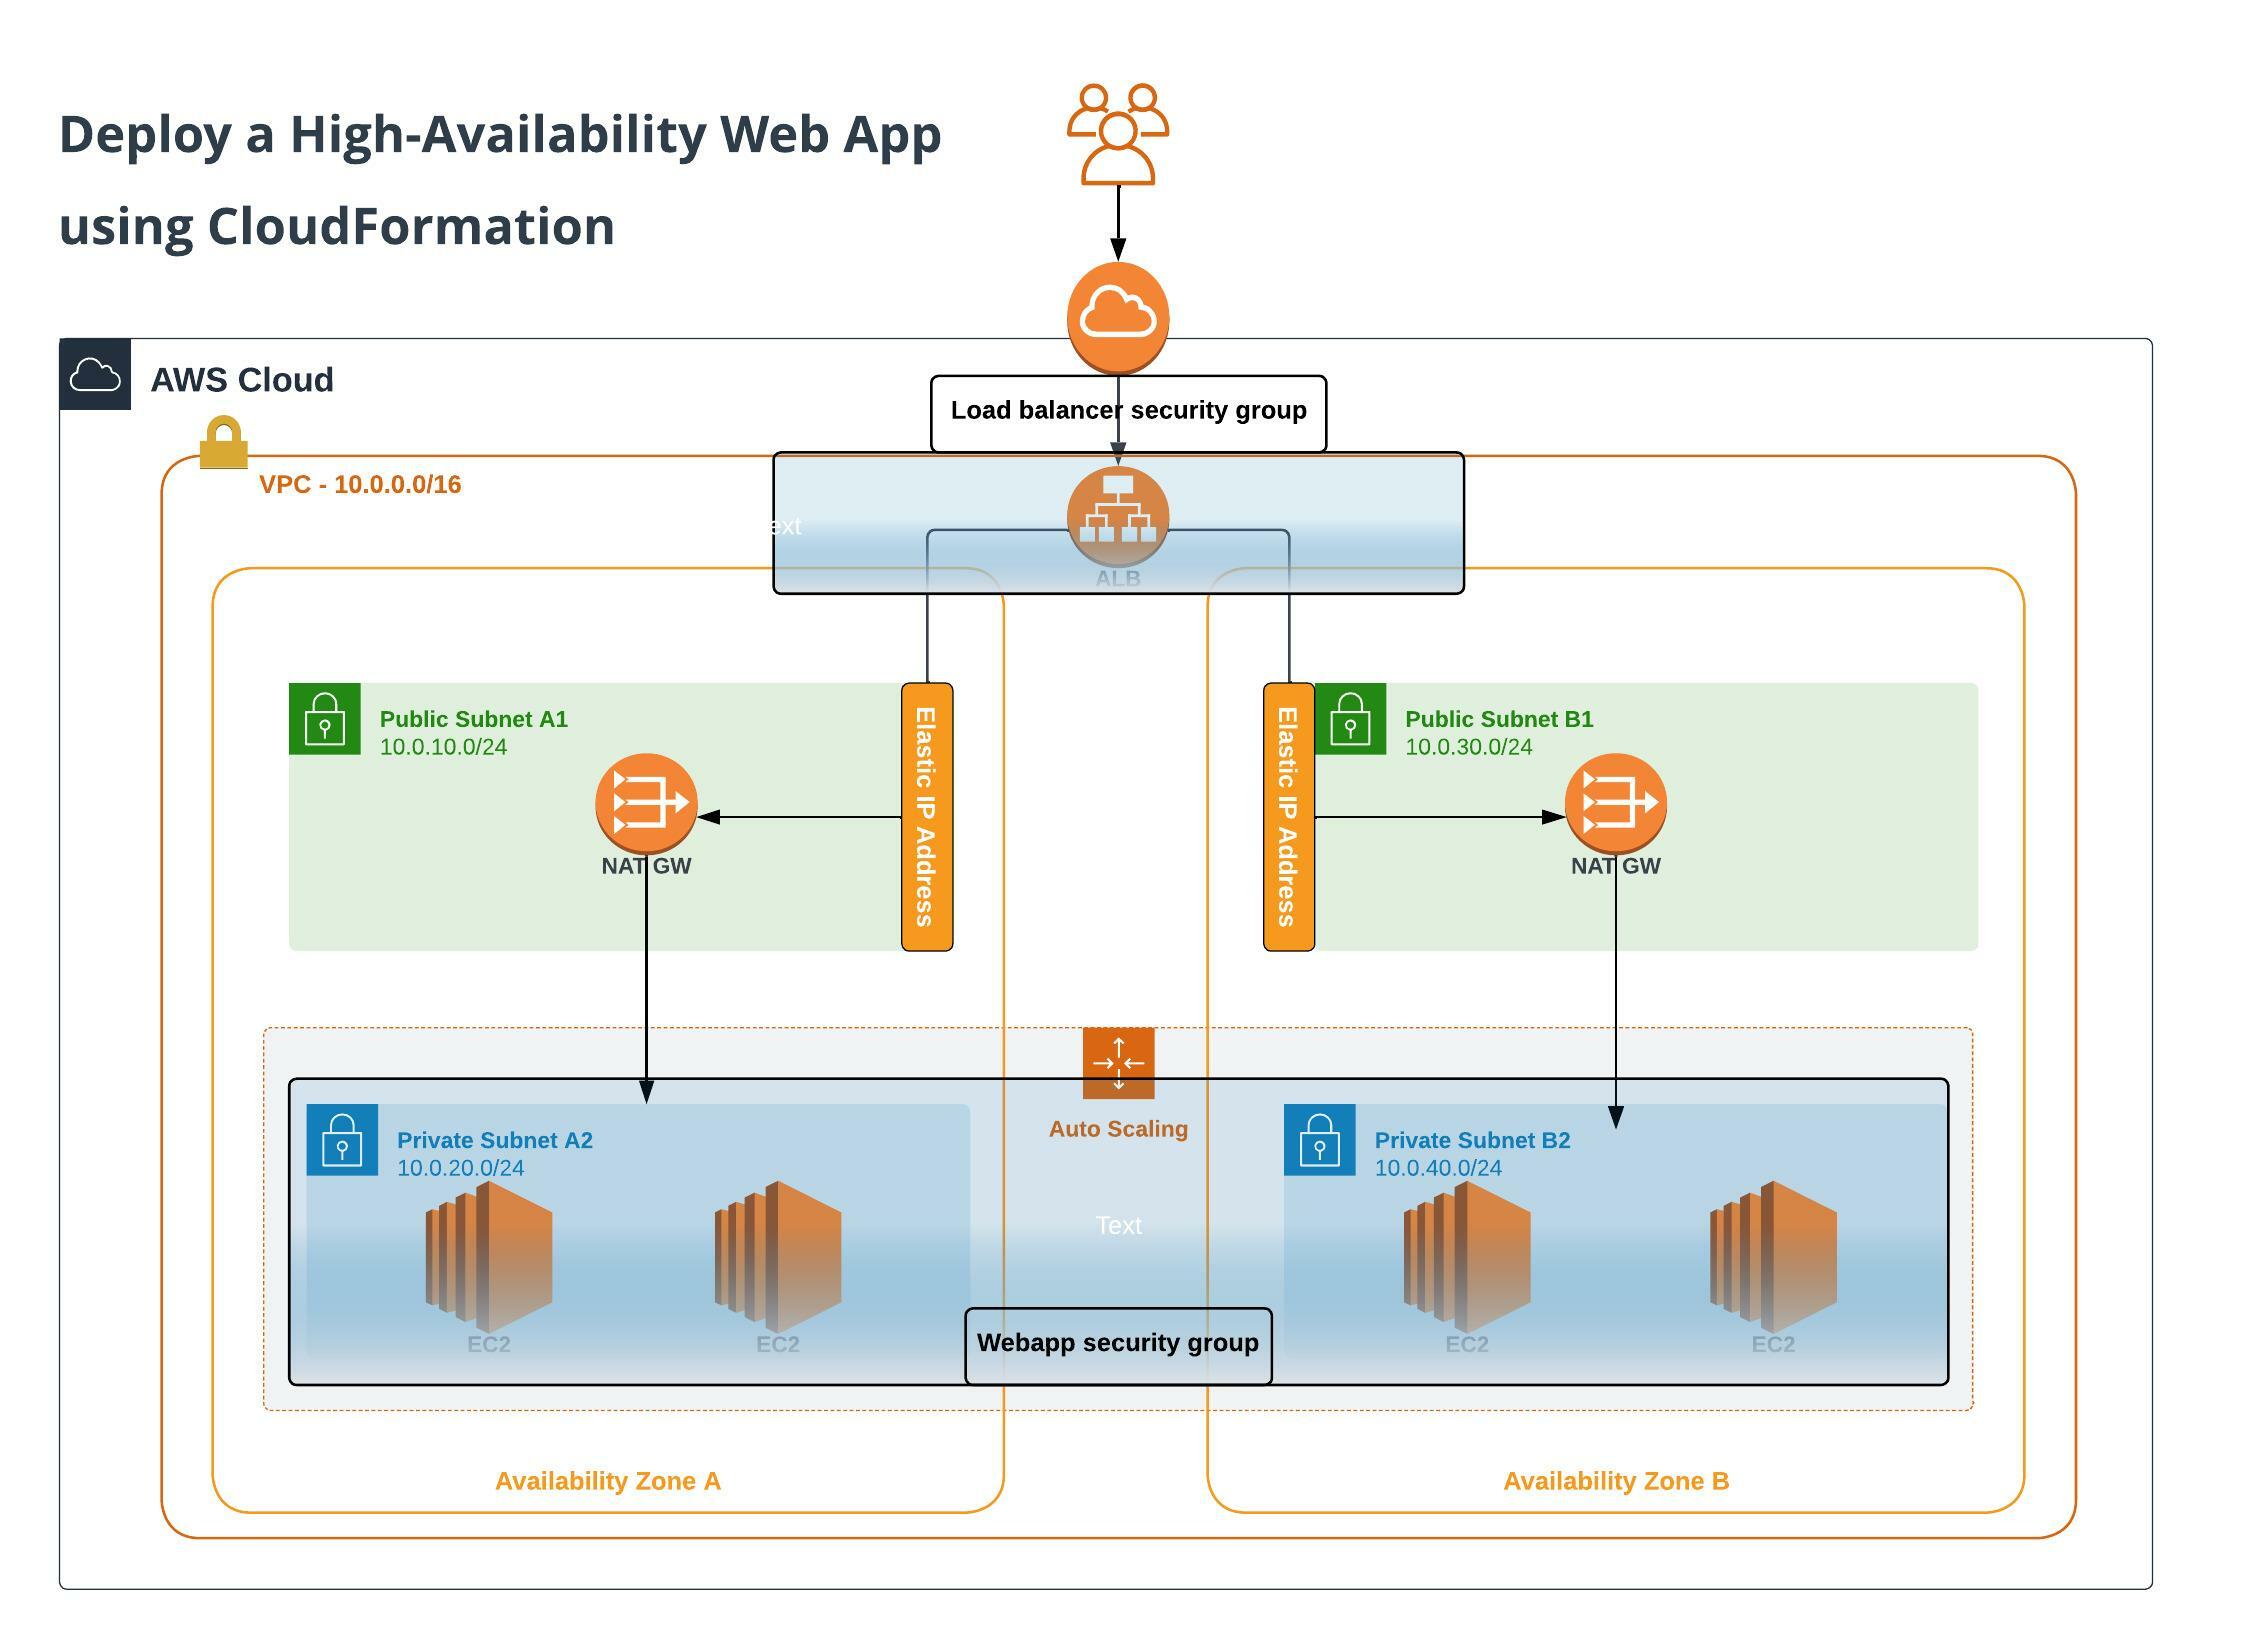 Deploy a High-Availability Web App
using CloudFormation
AWS Cloud
Load balancer security group
VPC - 10.0.0.0/16
ext
ALB
Public Subnet A1
10.0.10.0/24
NAT GW
Elastic IP Address
Elastic IP Address
Public Subnet B1
10.0.30.0/24
NAT GW
Auto Scaling
Private Subnet A2
10.0.20.0/24
EC2
EC2
Text
Private Subnet B2
10.0.40.0/24
EC2
EC2
Webapp security group
Availability Zone A
Availability Zone B